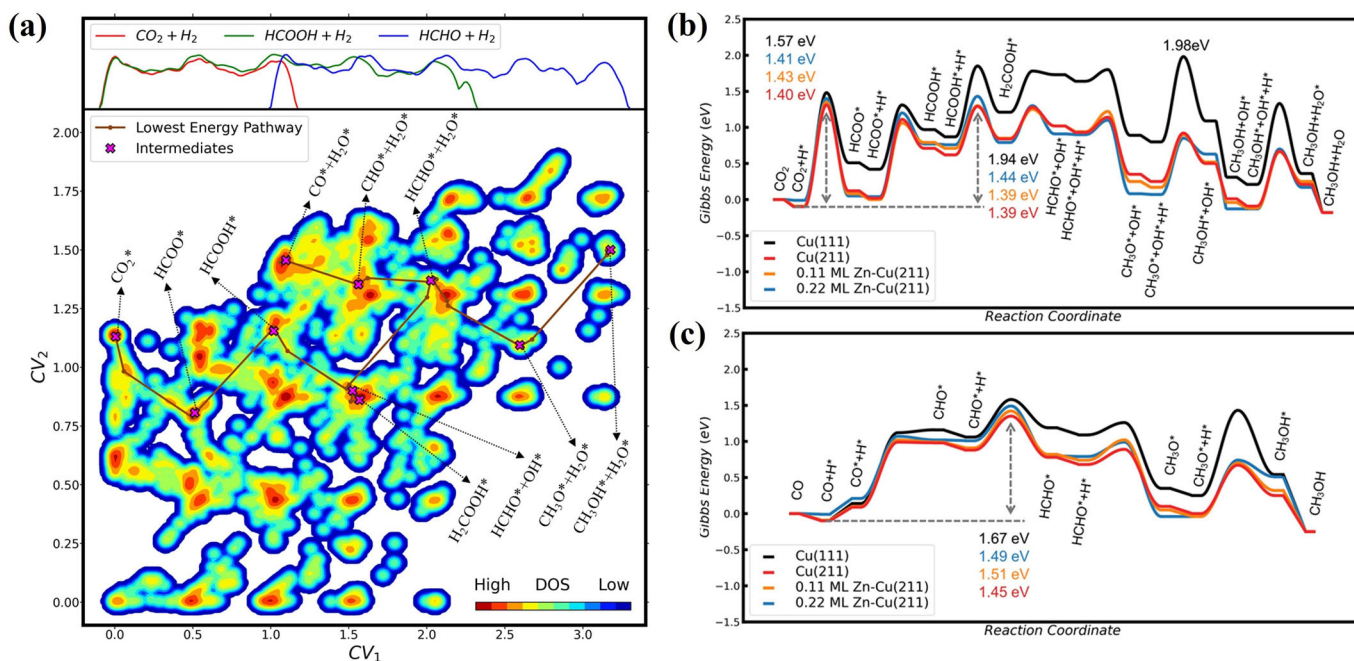 (a)
CO₂ + H₂
HCOOH + H₂
HCHO + H₂
Lowest Energy Pathway
Intermediates
2.00
1.75
1.50
1.25
1.00
0.75
0.50
0.25
0.00
CV₂
CO₂*
HCOO*
HCOOH*
CO*+H₂O*
CHO*+H₂O*
HCHO*+H₂O*
H₂COOH*
HCHO*+OH*
CH₃O*+H₂O*
CH₃OH*+H₂O*
High DOS Low
0.0 0.5 1.0 1.5 2.0 2.5 3.0
CV₁
(b)
2.5
2.0
1.5
1.0
0.5
0.0
−0.5
−1.0
−1.5
Gibbs Energy (eV)
1.57 eV
1.41 eV
1.43 eV
1.40 eV
CO₂
CO₂+H*
HCOO*
HCOO*+H*
HCOOH*
HCOOH*+H*
H₂COOH*
1.94 eV
1.44 eV
1.39 eV
1.39 eV
HCHO*+OH*
HCHO*+OH*+H*
CH₃O*+OH*
CH₃O*+OH*+H*
1.98eV
CH₃OH*+OH*
CH₃OH+OH*
CH₃OH*+OH*+H*
CH₃OH+H₂O*
CH₃OH+H₂O
Cu(111)
Cu(211)
0.11 ML Zn-Cu(211)
0.22 ML Zn-Cu(211)
Reaction Coordinate
(c)
2.5
2.0
1.5
1.0
0.5
0.0
−0.5
−1.0
−1.5
Gibbs Energy (eV)
CO
CO+H*
CO*+H*
CHO*
CHO*+H*
HCHO*
HCHO*+H*
CH₃O*
CH₃O*+H*
CH₃OH*
CH₃OH
1.67 eV
1.49 eV
1.51 eV
1.45 eV
Cu(111)
Cu(211)
0.11 ML Zn-Cu(211)
0.22 ML Zn-Cu(211)
Reaction Coordinate